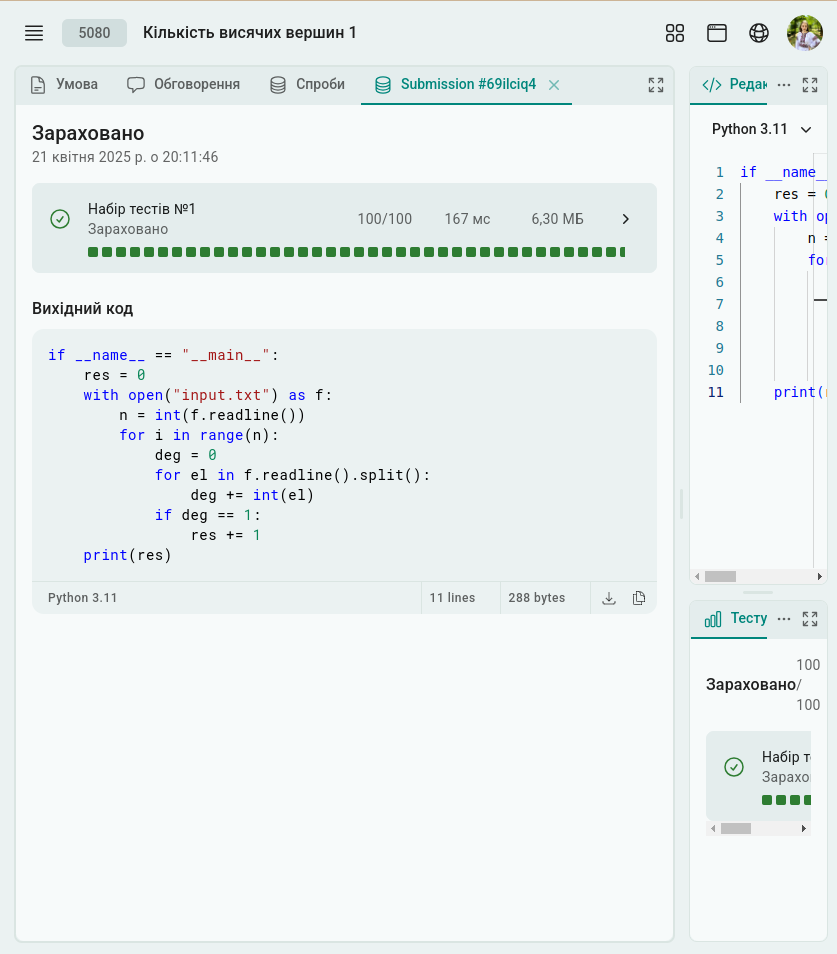 5080
Кількість висячих вершин 1
Умова
Обговорення
Спроби
Submission #69ilciq4
Зараховано
21 квітня 2025 р. о 20:11:46
Набір тестів №1
Зараховано
100/100
167 мс
6,30 МБ
Вихідний код
if __name__ == "__main__":
    res = 0
    with open("input.txt") as f:
        n = int(f.readline())
        for i in range(n):
            deg = 0
            for el in f.readline().split():
                deg += int(el)
            if deg == 1:
                res += 1
    print(res)
Python 3.11
11 lines
288 bytes
Редак
Python 3.11
1 if __name_
2 res =
3 with op
4 n =
5 for
6
7
8
9
10
11 print(
Тесту
100
Зараховано/
100
Набір т
Зарахо